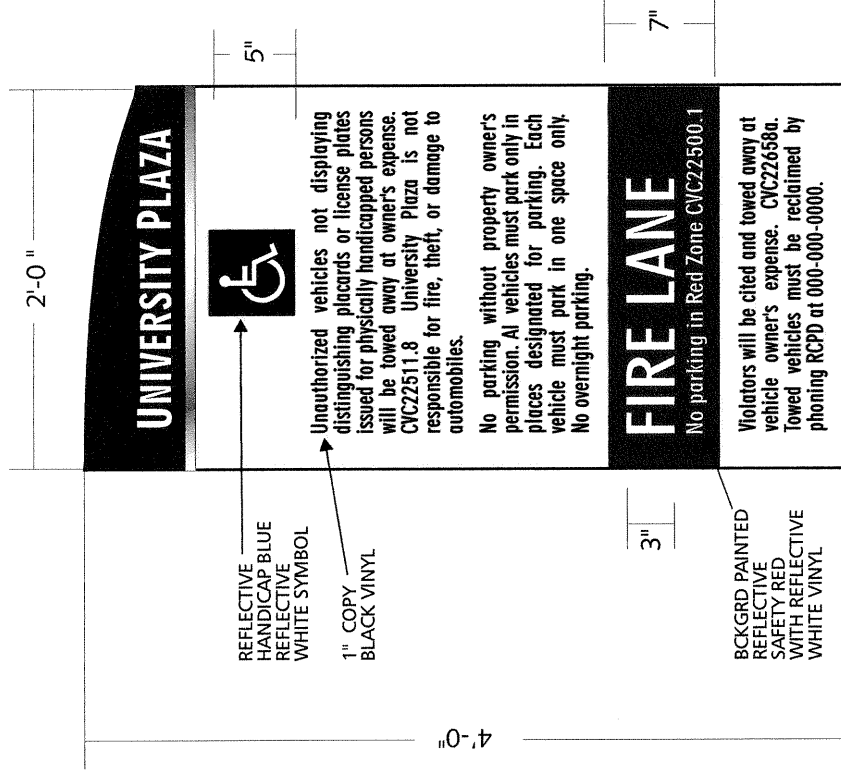 2'-0"
UNIVERSITY PLAZA
5"
REFLECTIVE
HANDICAP BLUE
REFLECTIVE
WHITE SYMBOL
1" COPY
BLACK VINYL
Unauthorized vehicles not displaying
distinguishing placards or license plates
issued for physically handicapped persons
will be towed away at owner's expense.
CVC22511.8 University Plaza is not
responsible for fire, theft, or damage to
automobiles.
No parking without property owner's
permission. Al vehicles must park only in
places designated for parking. Each
vehicle must park in one space only.
No overnight parking.
3"
FIRE LANE
No parking in Red Zone CVC22500.1
7"
BCKGRD PAINTED
REFLECTIVE
SAFETY RED
WITH REFLECTIVE
WHITE VINYL
Violators will be cited and towed away at
vehicle owner's expense. CVC22658a.
Towed vehicles must be reclaimed by
phoning RCPD at 000-000-0000.
4'-0"